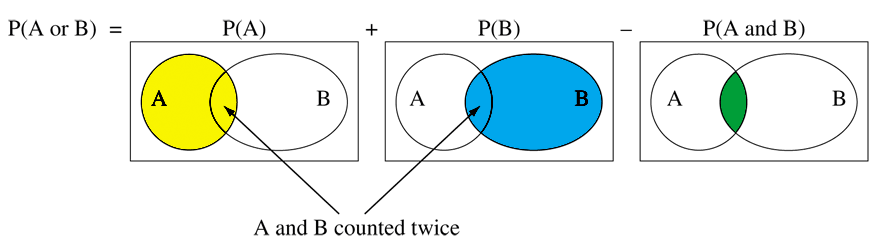 P(A or B) = P(A) + P(B) – P(A and B)
A B A B A B
A and B counted twice